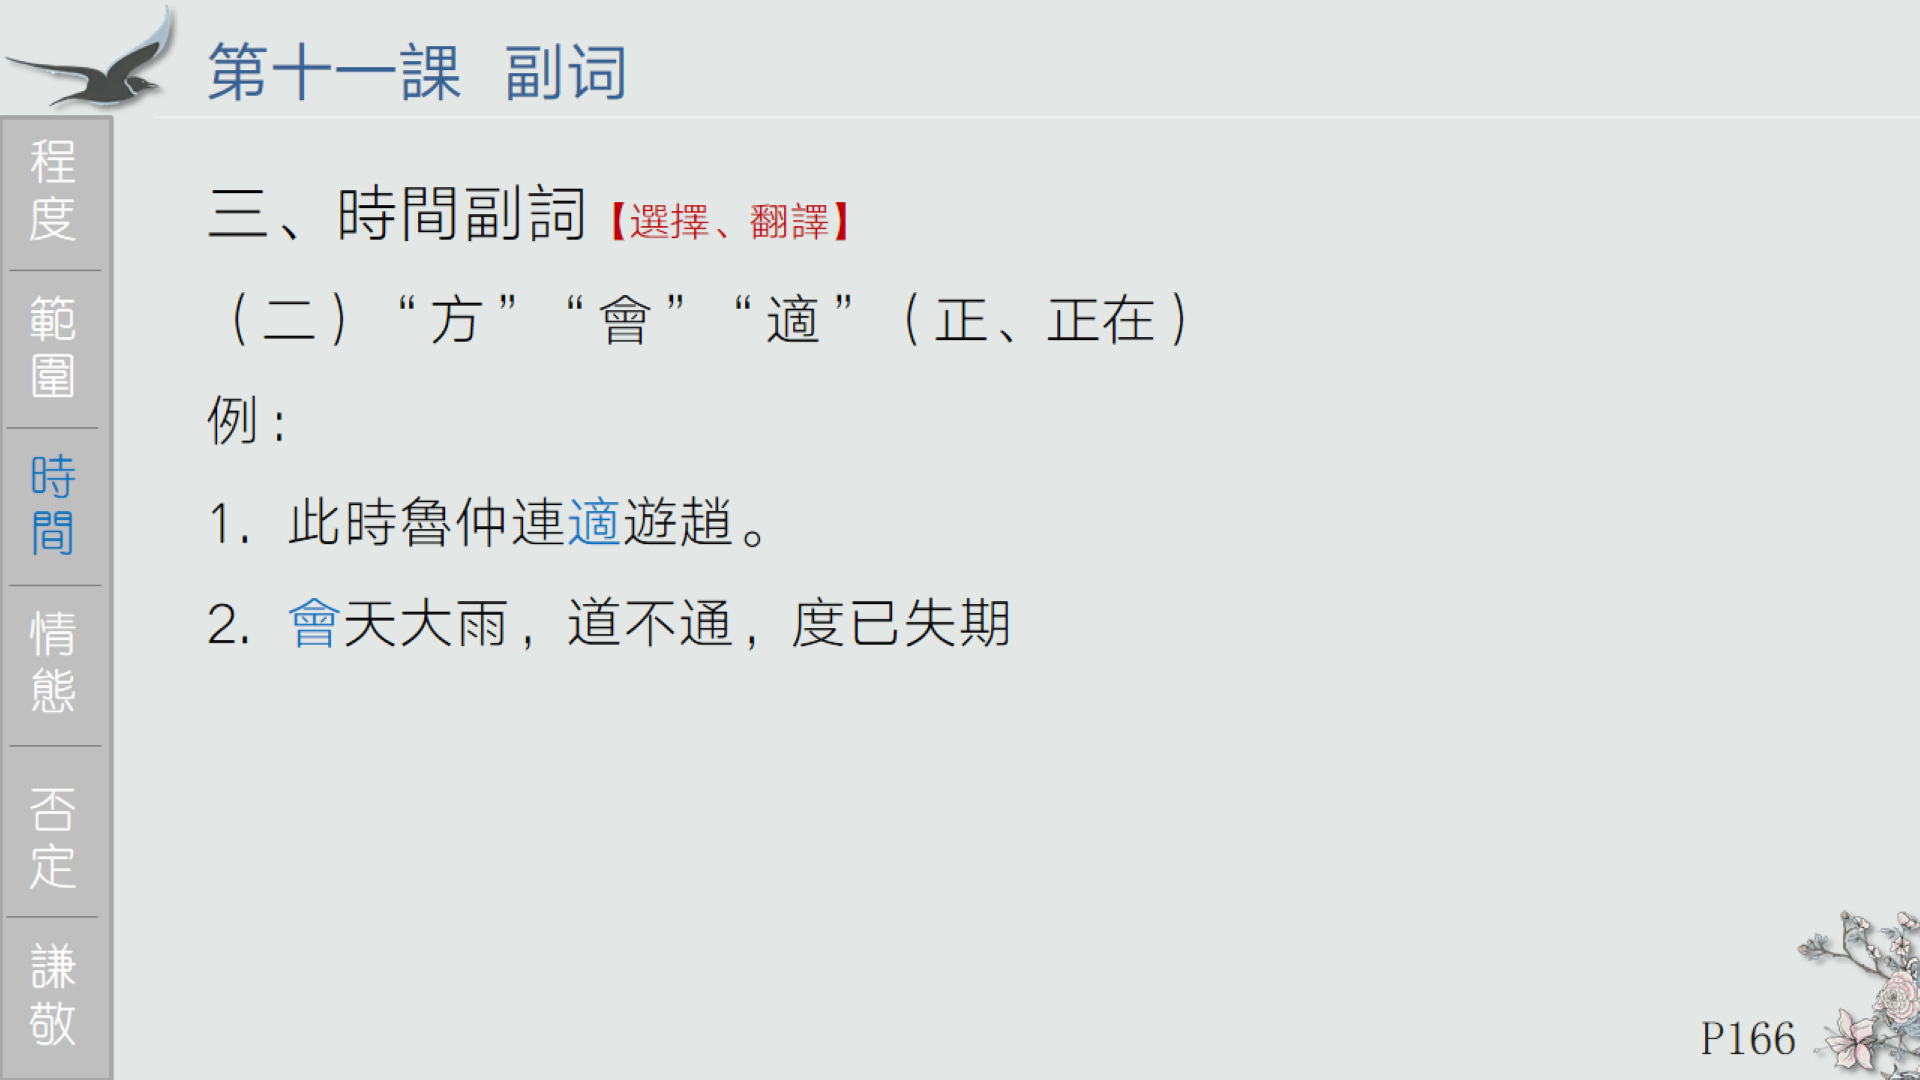 第十一課 副词
程度
範圍
時間
情態
否定
謙敬
三、時間副詞【選擇、翻譯】
（二）“方”“會”“適”（正、正在）
例：
1. 此時魯仲連適遊趙。
2. 會天大雨，道不通，度已失期
P166